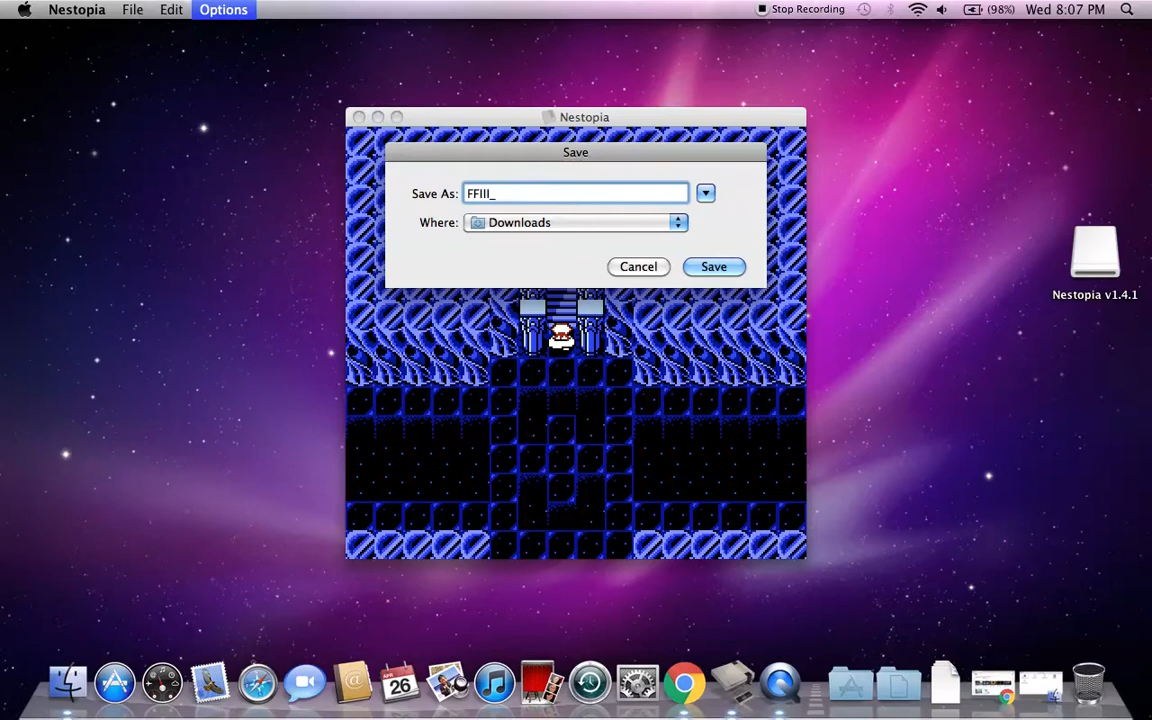 Nestopia File Edit Options Stop Recording (98%) Wed 8:07 PM
Nestopia
Save
Save As: FFIII_
Where: Downloads
Cancel Save
Nestopia v1.4.1
APR
26